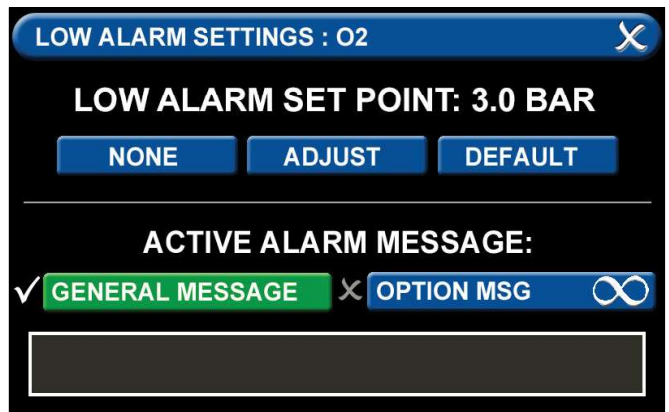 LOW ALARM SETTINGS : O2
LOW ALARM SET POINT: 3.0 BAR
NONE ADJUST DEFAULT
ACTIVE ALARM MESSAGE:
GENERAL MESSAGE OPTION MSG